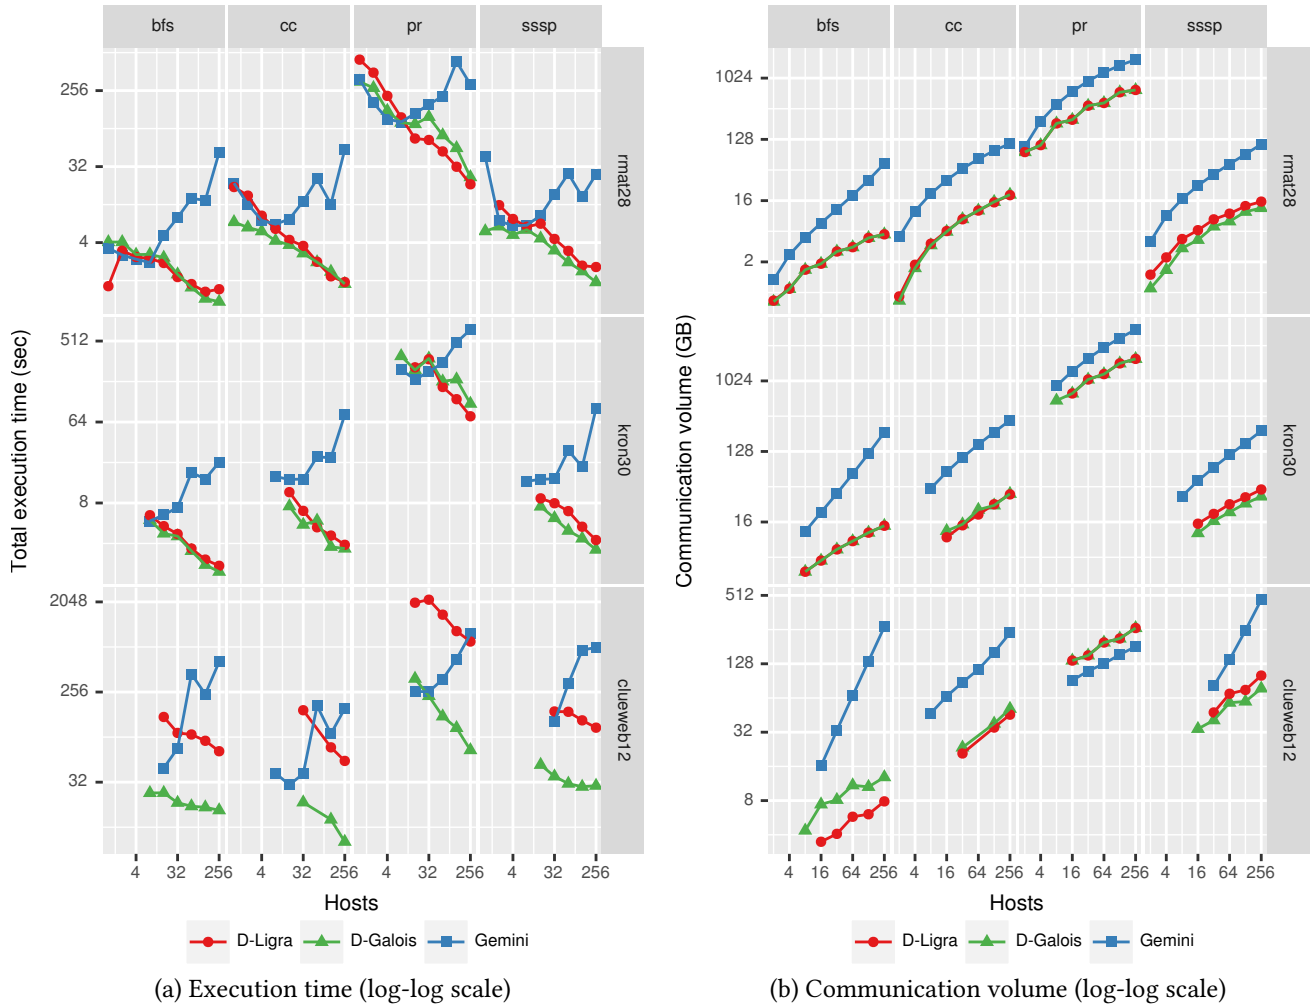 bfs cc pr sssp
256
32
4
rmat28
512
64
8
kron30
2048
256
32
clueweb12
4 32 256 4 32 256 4 32 256 4 32 256
Total execution time (sec)
Hosts
D-Ligra D-Galois Gemini
(a) Execution time (log-log scale)
bfs cc pr sssp
1024
128
16
2
rmat28
1024
128
16
kron30
512
128
32
8
clueweb12
4 16 64 256 4 16 64 256 4 16 64 256 4 16 64 256
Communication volume (GB)
Hosts
D-Ligra D-Galois Gemini
(b) Communication volume (log-log scale)